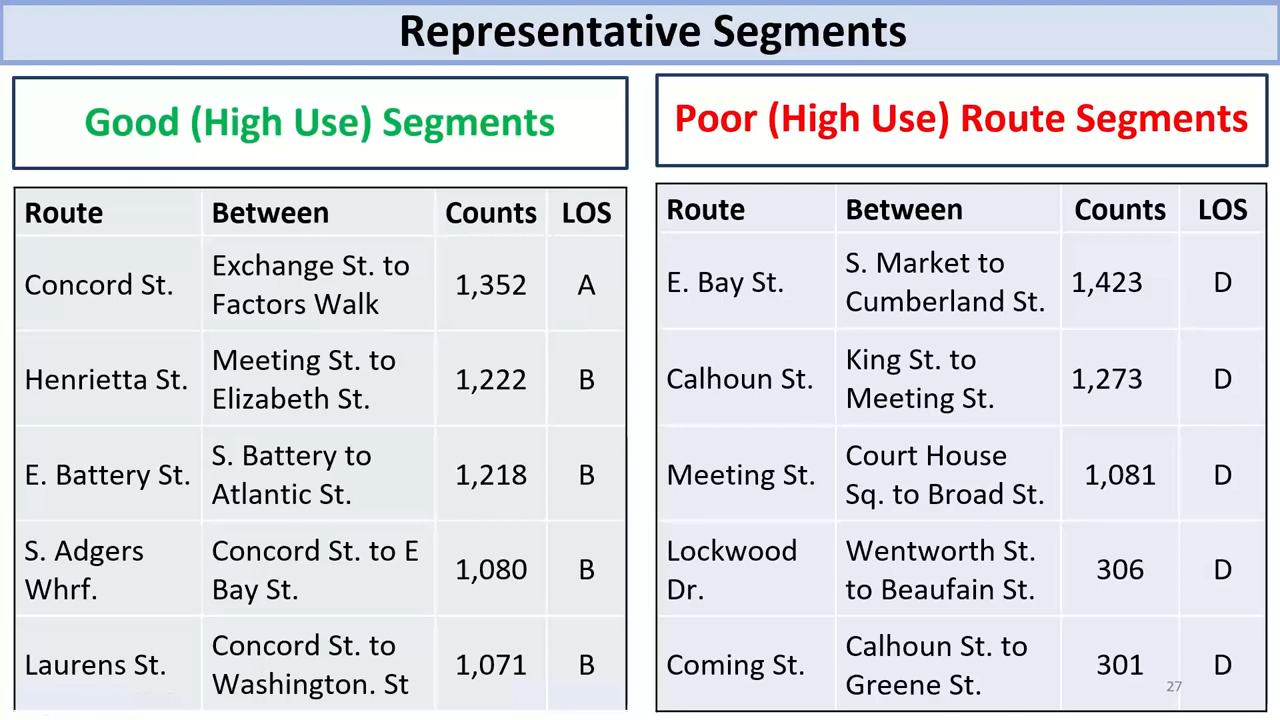 Representative Segments
Good (High Use) Segments
Route Between Counts LOS
Concord St. Exchange St. to Factors Walk 1,352 A
Henrietta St. Meeting St. to Elizabeth St. 1,222 B
E. Battery St. S. Battery to Atlantic St. 1,218 B
S. Adgers Whrf. Concord St. to E Bay St. 1,080 B
Laurens St. Concord St. to Washington. St 1,071 B
Poor (High Use) Route Segments
Route Between Counts LOS
E. Bay St. S. Market to Cumberland St. 1,423 D
Calhoun St. King St. to Meeting St. 1,273 D
Meeting St. Court House Sq. to Broad St. 1,081 D
Lockwood Dr. Wentworth St. to Beaufain St. 306 D
Coming St. Calhoun St. to Greene St. 301 D
27